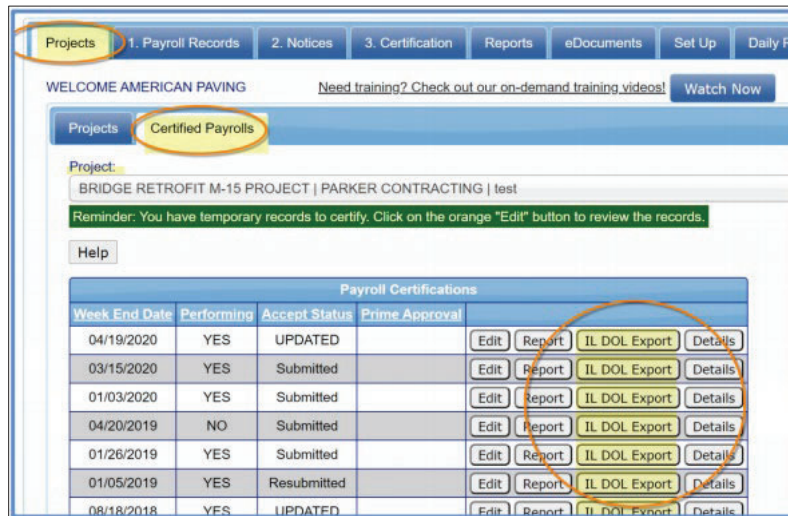 Projects 1. Payroll Records 2. Notices 3. Certification Reports eDocuments Set Up Daily
WELCOME AMERICAN PAVING Need training? Check out our on-demand training videos! Watch Now
Projects Certified Payrolls
Project:
BRIDGE RETROFIT M-15 PROJECT | PARKER CONTRACTING | test
Reminder: You have temporary records to certify. Click on the orange "Edit" button to review the records.
Help
Payroll Certifications
Week End Date Performing Accept Status Prime Approval
04/19/2020 YES UPDATED Edit Report IL DOL Export Details
03/15/2020 YES Submitted Edit Report IL DOL Export Details
01/03/2020 YES Submitted Edit Report IL DOL Export Details
04/20/2019 NO Submitted Edit Report IL DOL Export Details
01/26/2019 YES Submitted Edit Report IL DOL Export Details
01/05/2019 YES Resubmitted Edit Report IL DOL Export Details
08/18/2018 YES UPDATED Edit Report IL DOL Export Details